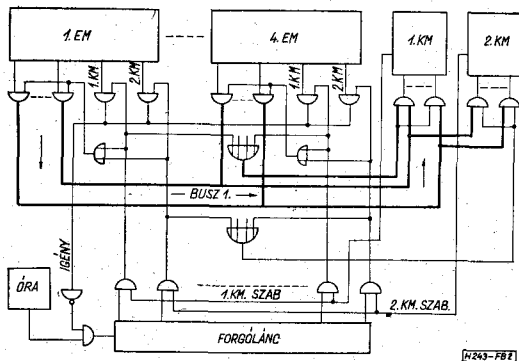 1. EM
4. EM
1. KM
2. KM
1.KM
2.KM
1.KM
2.KM
BUSZ 1.
IGÉNY
1. KM. SZAB
2. KM. SZAB.
ÓRA
FORGÓLÁNC
H243-FB2